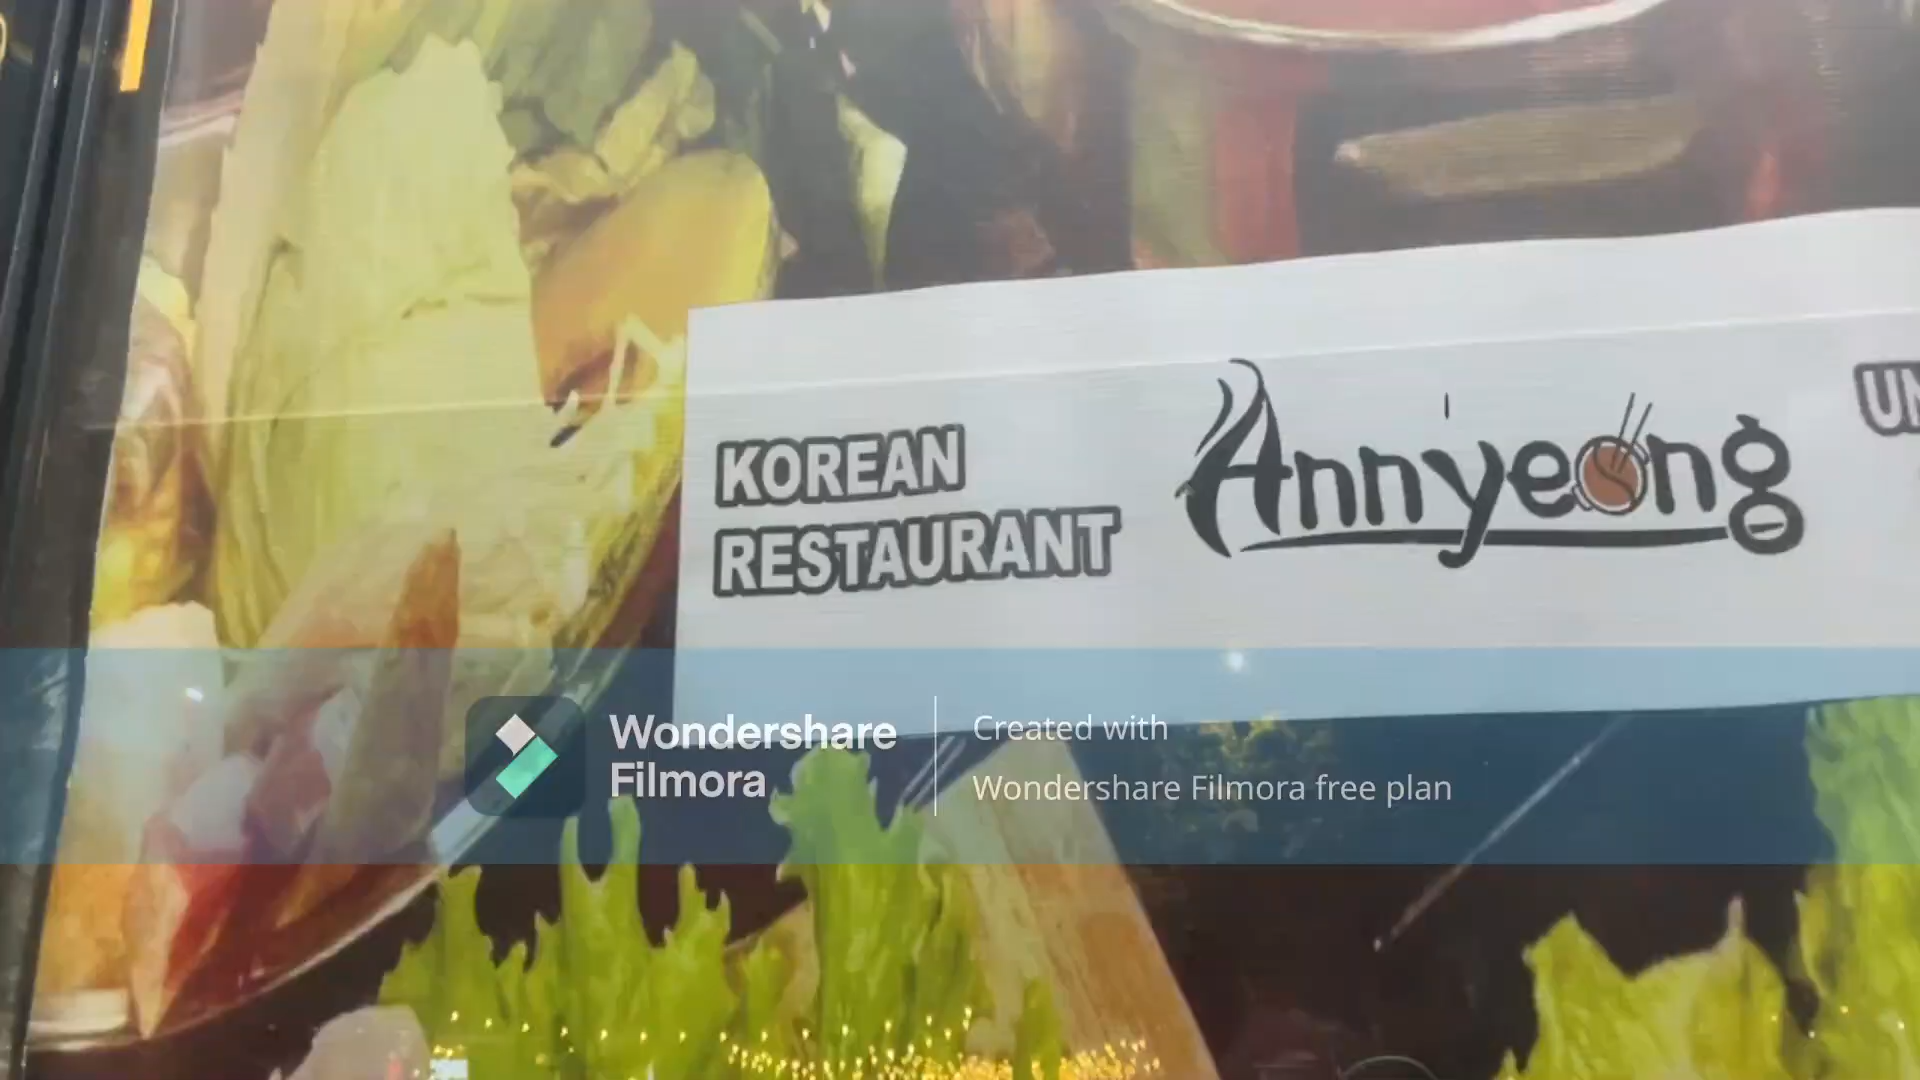 KOREAN
RESTAURANT
Annyeong
Wondershare
Filmora
Created with
Wondershare Filmora free plan